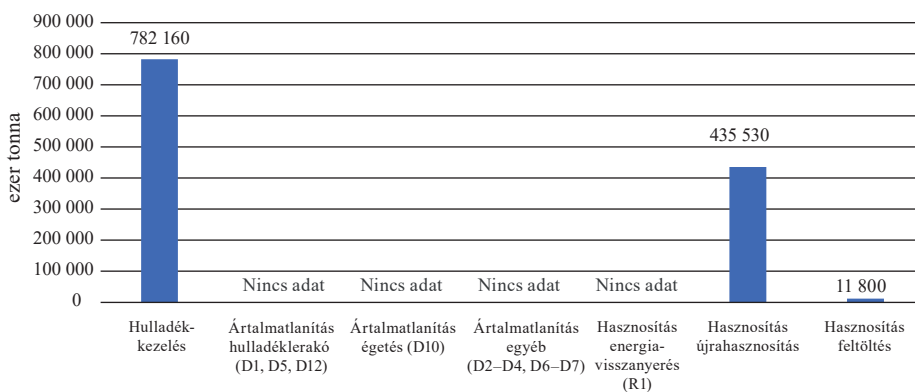 900 000
800 000
700 000
600 000
500 000
400 000
300 000
200 000
100 000
0
ezer tonna
782 160
Nincs adat
Nincs adat
Nincs adat
Nincs adat
435 530
11 800
Hulladék-
kezelés
Ártalmatlanítás
hulladéklerakó
(D1, D5, D12)
Ártalmatlanítás
égetés (D10)
Ártalmatlanítás
egyéb
(D2–D4, D6–D7)
Hasznosítás
energia-
visszanyerés
(R1)
Hasznosítás
újrahasznosítás
Hasznosítás
feltöltés